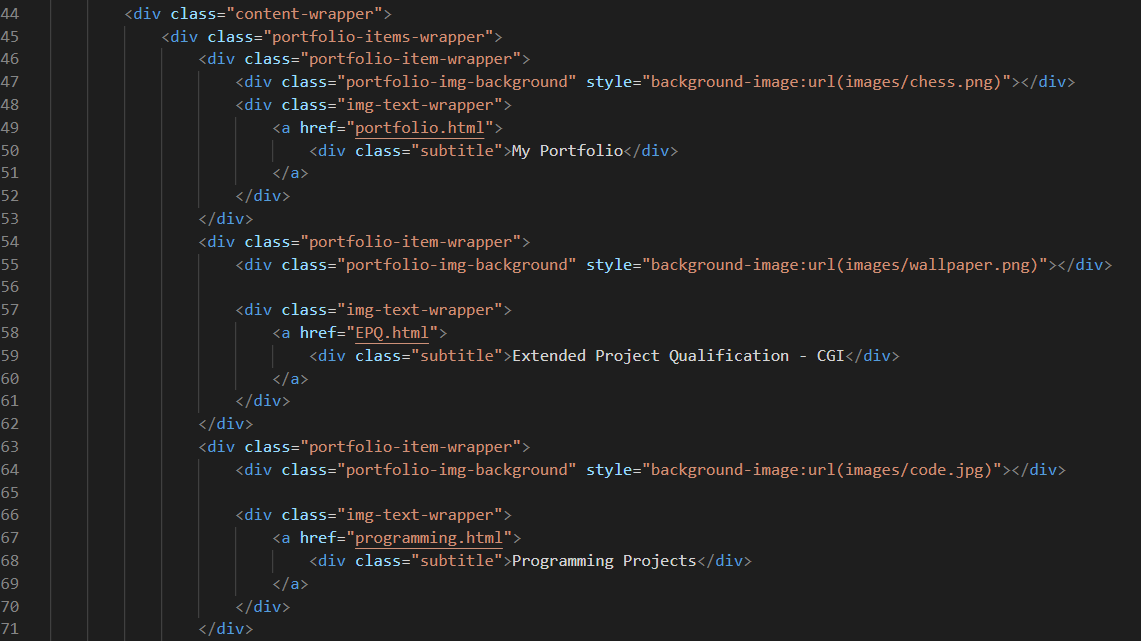 44 <div class="content-wrapper">
45 <div class="portfolio-items-wrapper">
46 <div class="portfolio-item-wrapper">
47 <div class="portfolio-img-background" style="background-image:url(images/chess.png)"></div>
48 <div class="img-text-wrapper">
49 <a href="portfolio.html">
50 <div class="subtitle">My Portfolio</div>
51 </a>
52 </div>
53 </div>
54 <div class="portfolio-item-wrapper">
55 <div class="portfolio-img-background" style="background-image:url(images/wallpaper.png)"></div>
56
57 <div class="img-text-wrapper">
58 <a href="EPQ.html">
59 <div class="subtitle">Extended Project Qualification - CGI</div>
60 </a>
61 </div>
62 </div>
63 <div class="portfolio-item-wrapper">
64 <div class="portfolio-img-background" style="background-image:url(images/code.jpg)"></div>
65
66 <div class="img-text-wrapper">
67 <a href="programming.html">
68 <div class="subtitle">Programming Projects</div>
69 </a>
70 </div>
71 </div>